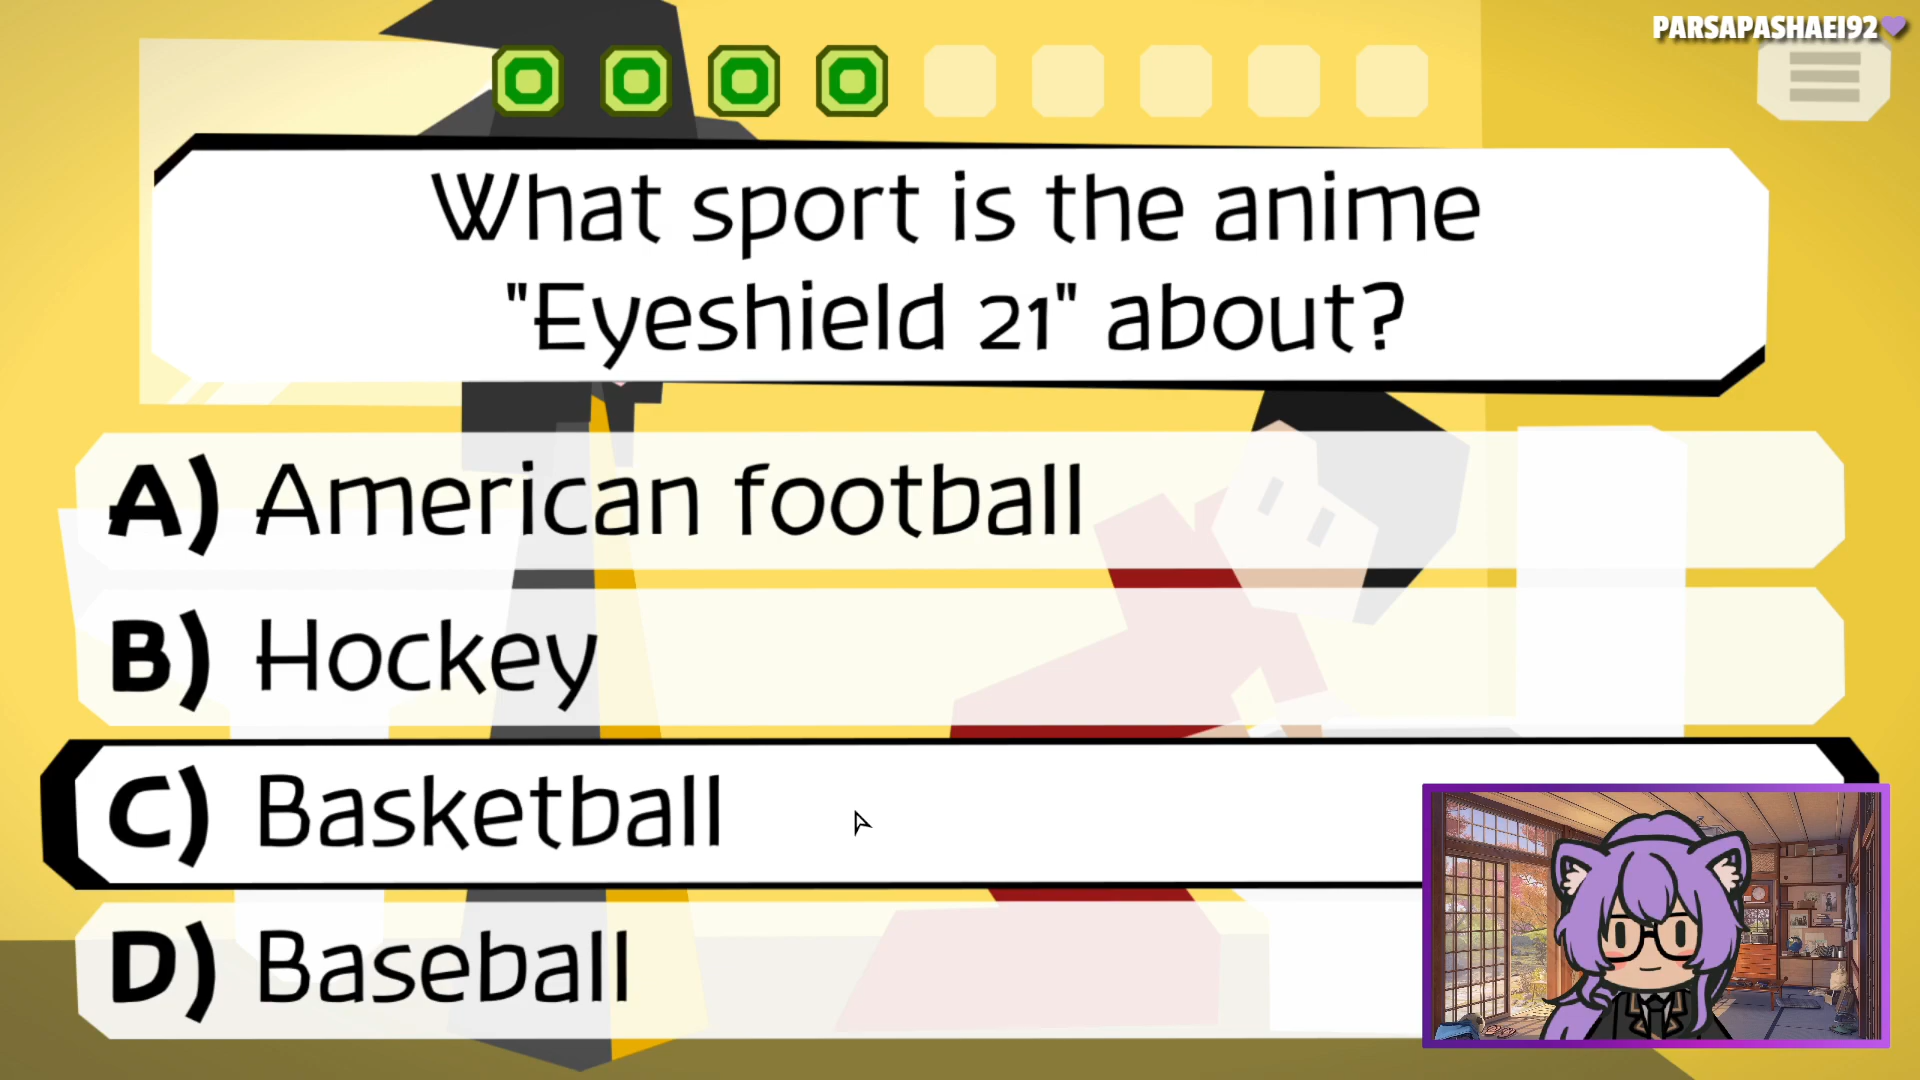 PARSAPASHAEI92
What sport is the anime
"Eyeshield 21" about?
A) American football
B) Hockey
C) Basketball
D) Baseball